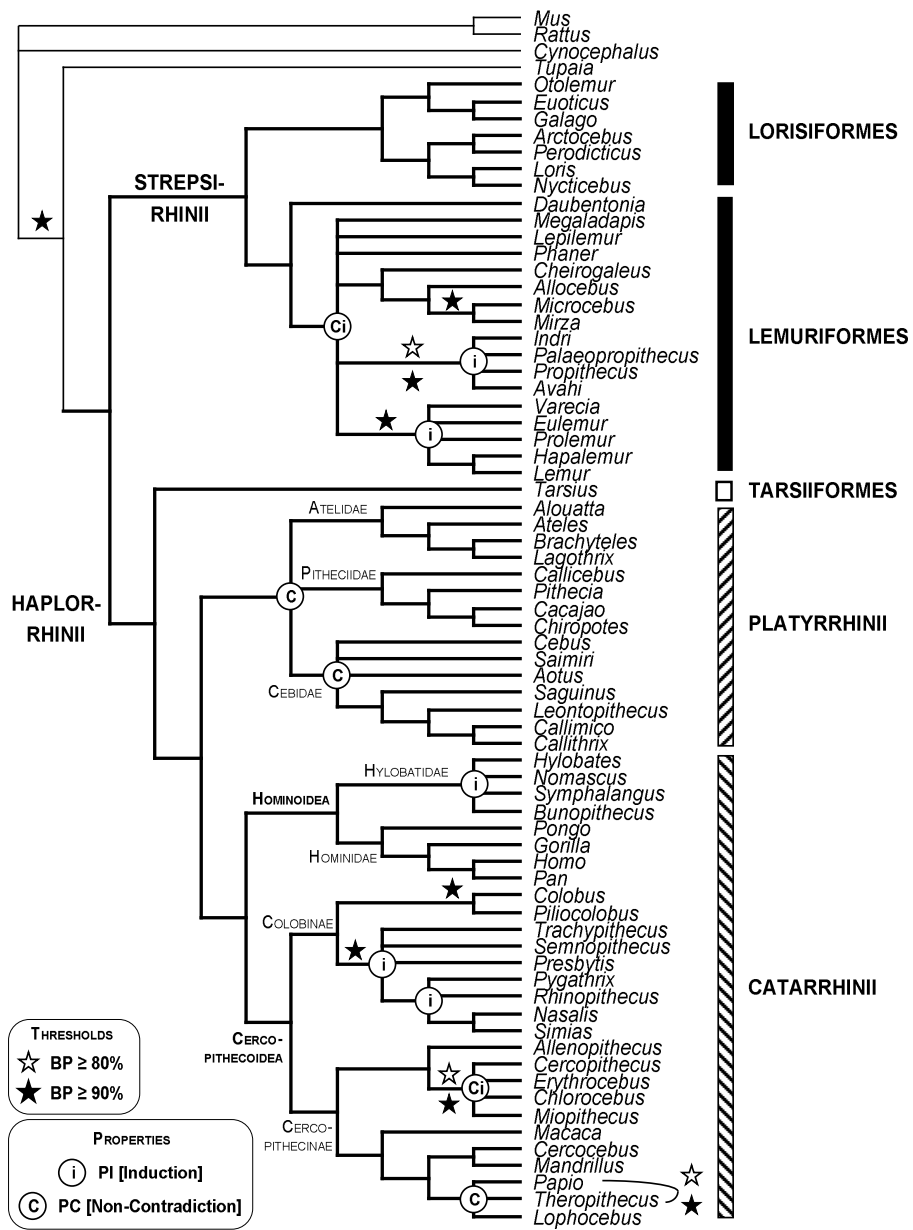 Mus
Rattus
Cynocephalus
Tupaia
Otolemur
Euoticus
Galago
Arctocebus
Perodicticus
Loris
Nycticebus
LORISIFORMES
STREPSI-
RHINII
Daubentonia
Megaladapis
Lepilemur
Phaner
Cheirogaleus
Allocebus
Microcebus
Mirza
Ci
Indri
Palaeopropithecus
Propithecus
Avahi
i
Varecia
Eulemur
Prolemur
Hapalemur
Lemur
i
LEMURIFORMES
Tarsius
TARSIIFORMES
HAPLOR-
RHINII
ATELIDAE
Alouatta
Ateles
Brachyteles
Lagothrix
PITHECIIDAE
Callicebus
Pithecia
Cacajao
Chiropotes
C
Cebus
Saimiri
Aotus
C
CEBIDAE
Saguinus
Leontopithecus
Callimico
Callithrix
PLATYRRHINII
HYLOBATIDAE
Hylobates
Nomascus
Symphalangus
Bunopithecus
i
HOMINOIDEA
HOMINIDAE
Pongo
Gorilla
Homo
Pan
COLOBINAE
Colobus
Piliocolobus
Trachypithecus
Semnopithecus
Presbytis
i
Pygathrix
Rhinopithecus
i
Nasalis
Simias
CATARRHINII
CERCO-
PITHECOIDEA
Allenopithecus
Cercopithecus
Erythrocebus
Chlorocebus
Miopithecus
Ci
CERCO-
PITHECINAE
Macaca
Cercocebus
Mandrillus
Papio
Theropithecus
Lophocebus
C
THRESHOLDS
BP ≥ 80%
BP ≥ 90%
PROPERTIES
i PI [Induction]
C PC [Non-Contradiction]